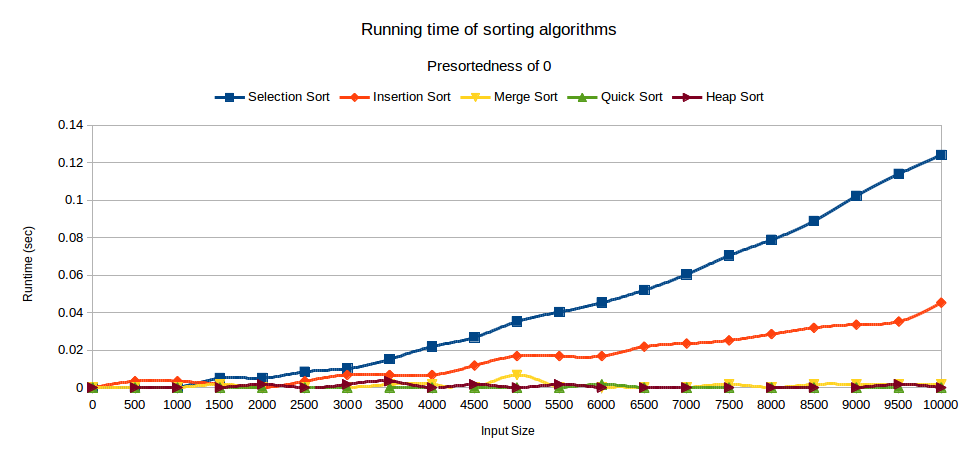 Running time of sorting algorithms
Presortedness of 0
Selection Sort Insertion Sort Merge Sort Quick Sort Heap Sort
0.14
0.12
0.1
0.08
0.06
0.04
0.02
0
Runtime (sec)
0 500 1000 1500 2000 2500 3000 3500 4000 4500 5000 5500 6000 6500 7000 7500 8000 8500 9000 9500 10000
Input Size